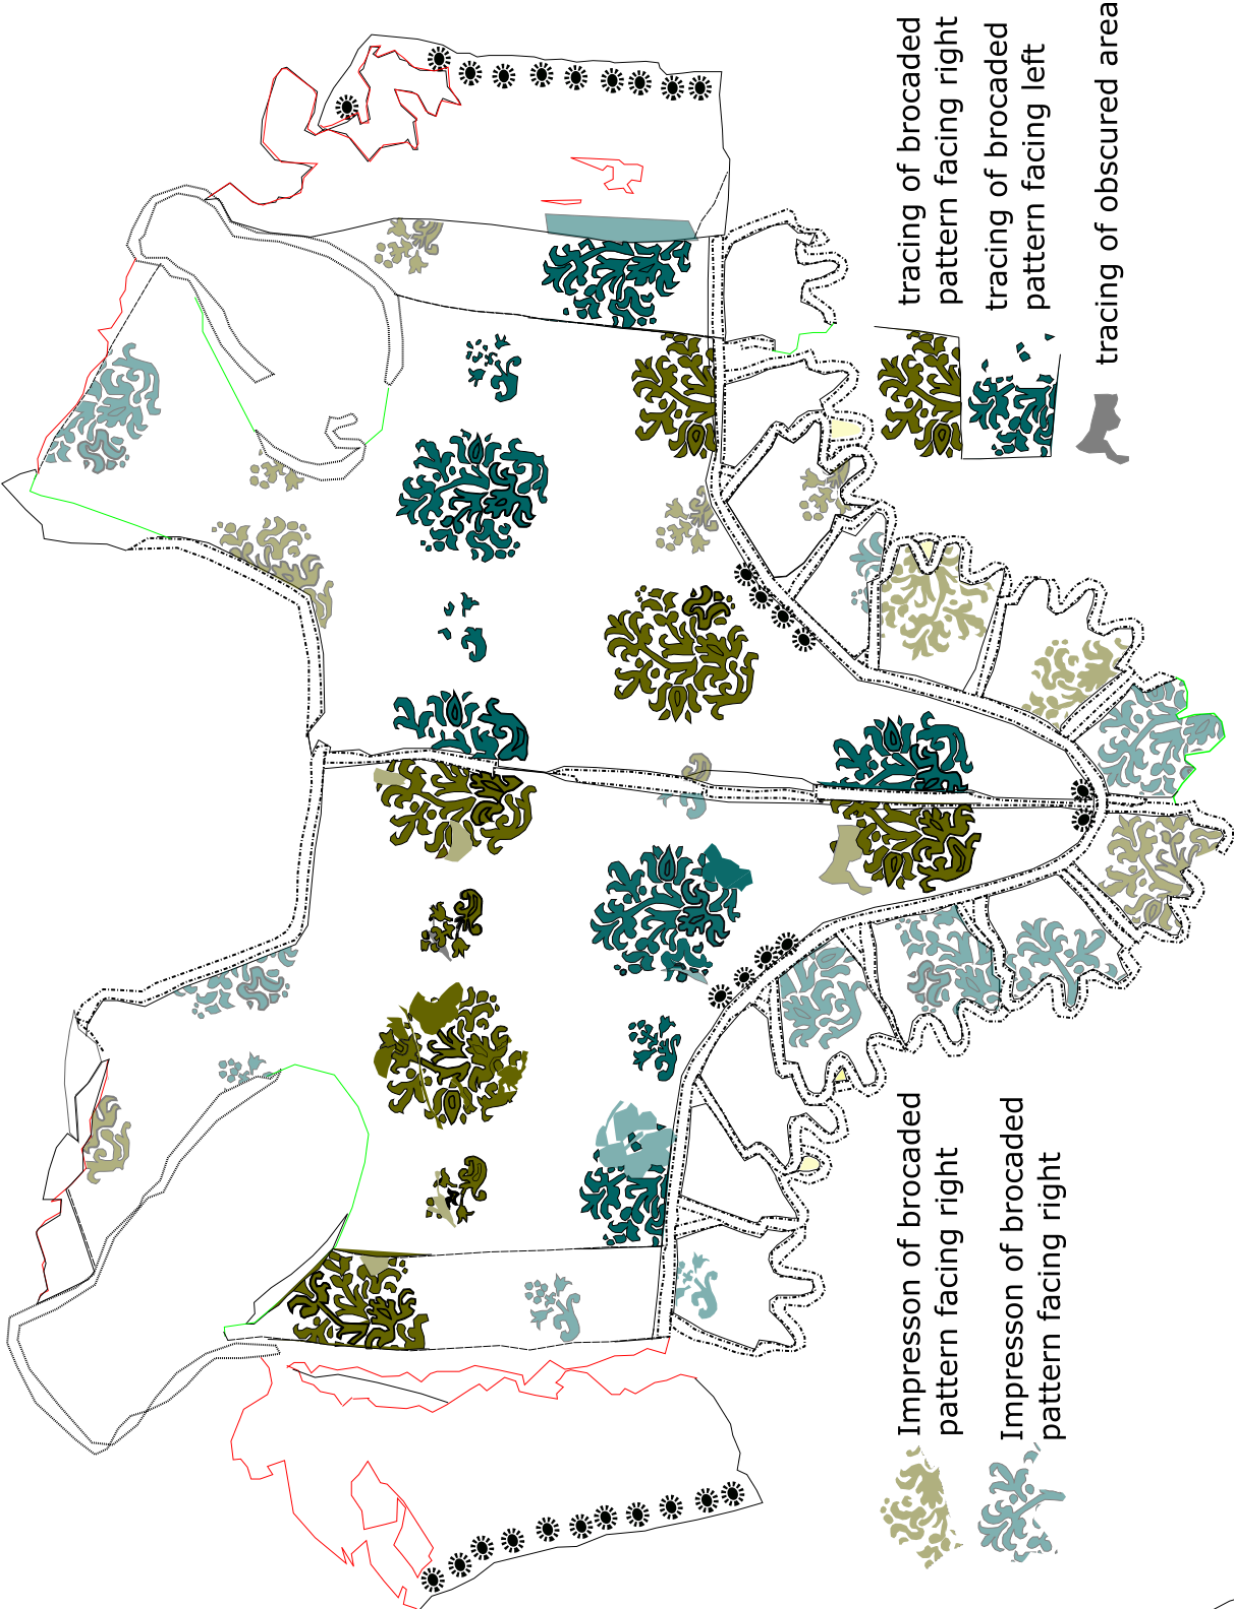 Impresson of brocaded
pattern facing right
Impresson of brocaded
pattern facing right
tracing of brocaded
pattern facing right
tracing of brocaded
pattern facing left
tracing of obscured area